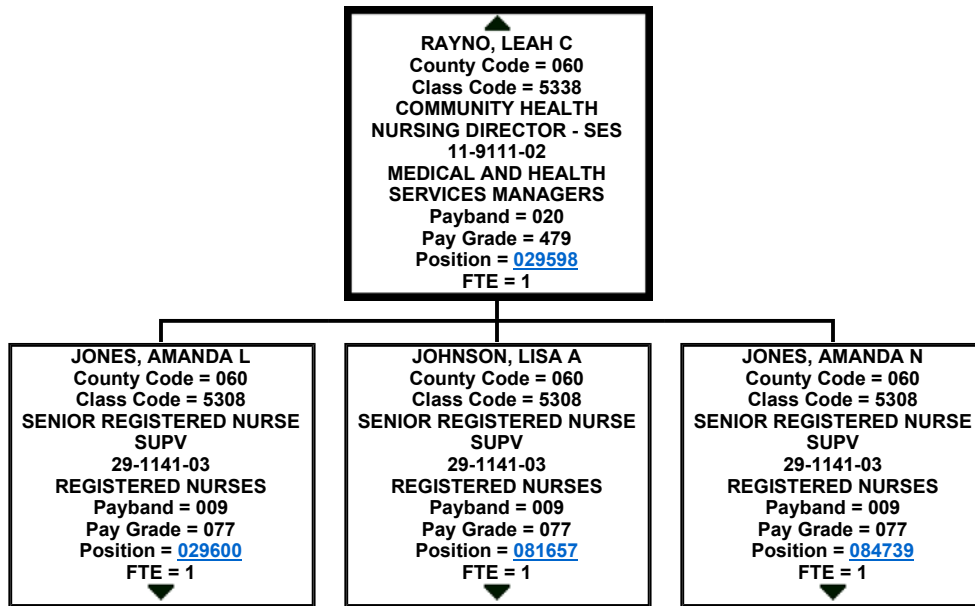 RAYNO, LEAH C
County Code = 060
Class Code = 5338
COMMUNITY HEALTH
NURSING DIRECTOR - SES
11-9111-02
MEDICAL AND HEALTH
SERVICES MANAGERS
Payband = 020
Pay Grade = 479
Position = 029598
FTE = 1
JONES, AMANDA L
County Code = 060
Class Code = 5308
SENIOR REGISTERED NURSE
SUPV
29-1141-03
REGISTERED NURSES
Payband = 009
Pay Grade = 077
Position = 029600
FTE = 1
JOHNSON, LISA A
County Code = 060
Class Code = 5308
SENIOR REGISTERED NURSE
SUPV
29-1141-03
REGISTERED NURSES
Payband = 009
Pay Grade = 077
Position = 081657
FTE = 1
JONES, AMANDA N
County Code = 060
Class Code = 5308
SENIOR REGISTERED NURSE
SUPV
29-1141-03
REGISTERED NURSES
Payband = 009
Pay Grade = 077
Position = 084739
FTE = 1